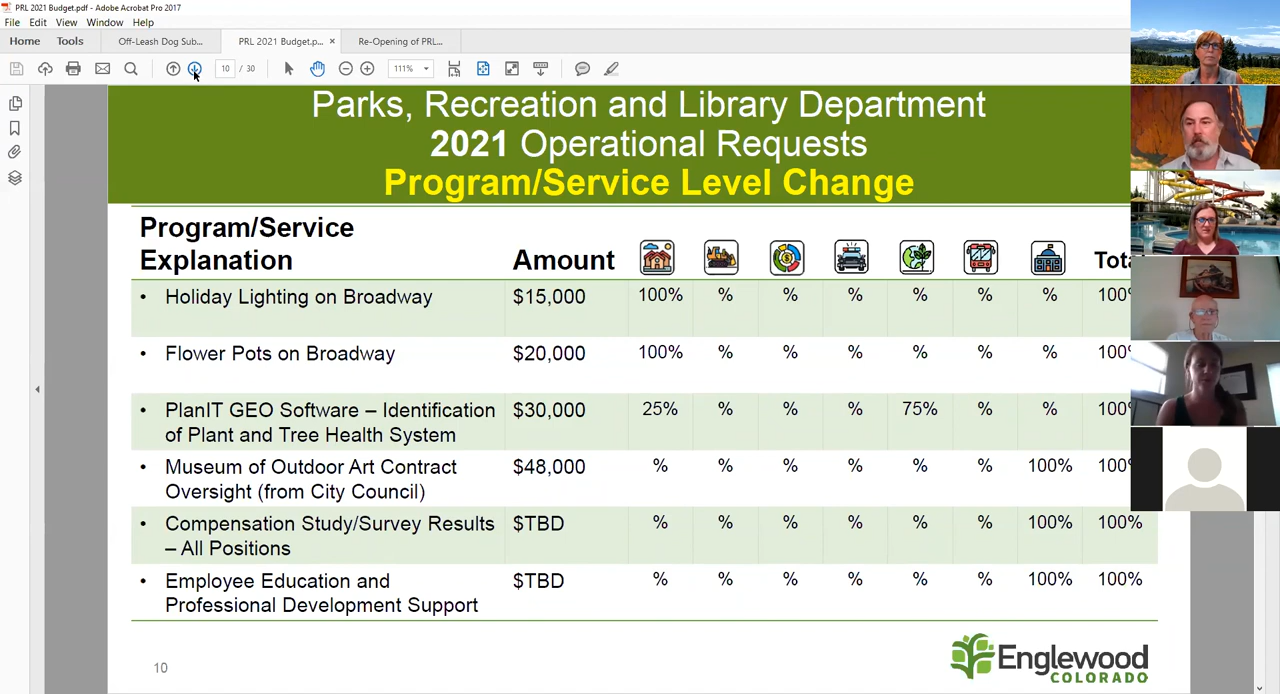 PRL 2021 Budget.pdf - Adobe Acrobat Pro 2017
File Edit View Window Help
Home Tools Off-Leash Dog Sub... PRL 2021 Budget.p... × Re-Opening of PRL...
10 / 30 111%
Parks, Recreation and Library Department
2021 Operational Requests
Program/Service Level Change
Program/Service
Explanation Amount Tota
• Holiday Lighting on Broadway $15,000 100% % % % % % % 100%
• Flower Pots on Broadway $20,000 100% % % % % % % 100%
• PlanIT GEO Software – Identification $30,000 25% % % % 75% % % 100%
of Plant and Tree Health System
• Museum of Outdoor Art Contract $48,000 % % % % % % 100% 100%
Oversight (from City Council)
• Compensation Study/Survey Results $TBD % % % % % % 100% 100%
– All Positions
• Employee Education and $TBD % % % % % % 100% 100%
Professional Development Support
10
Englewood
COLORADO